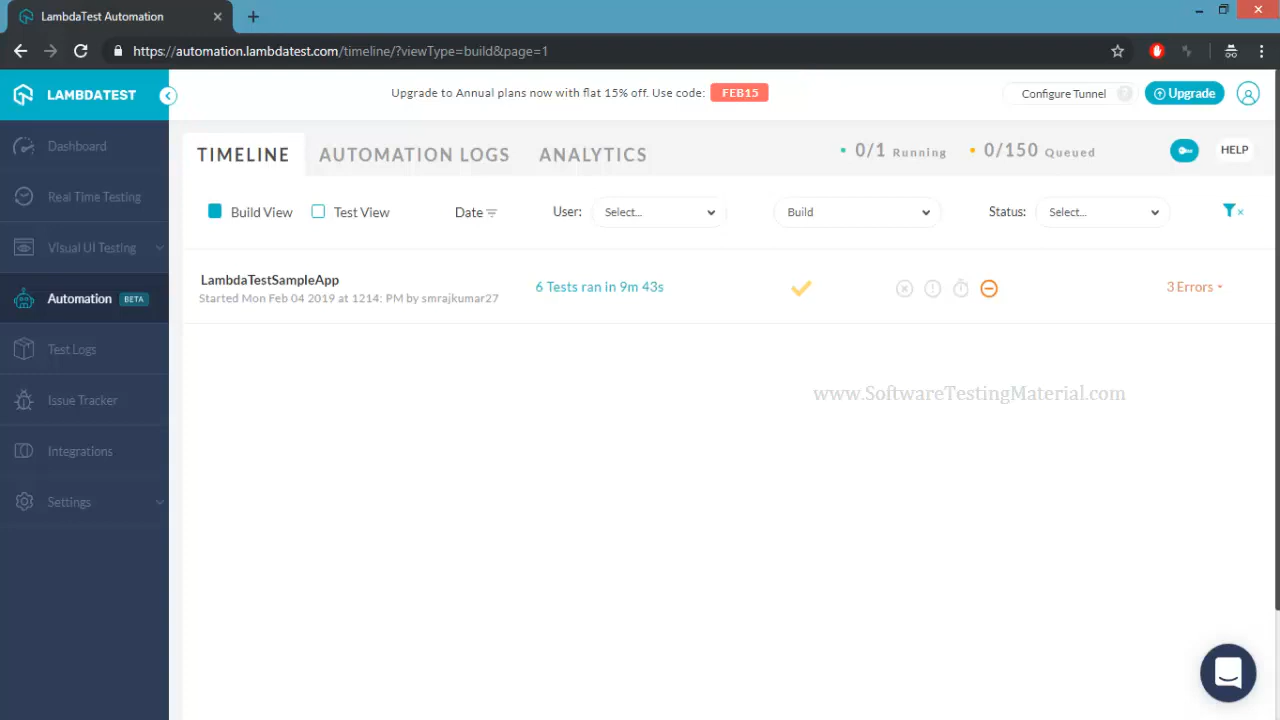 LambdaTest Automation
https://automation.lambdatest.com/timeline/?viewType=build&page=1
LAMBDATEST
Upgrade to Annual plans now with flat 15% off. Use code: FEB15
Configure Tunnel ?
Upgrade
Dashboard
Real Time Testing
Visual UI Testing
Automation BETA
Test Logs
Issue Tracker
Integrations
Settings
TIMELINE AUTOMATION LOGS ANALYTICS
0/1 Running 0/150 Queued
HELP
Build View Test View Date User: Select... Build Status: Select...
LambdaTestSampleApp
Started Mon Feb 04 2019 at 1214: PM by smrajkumar27
6 Tests ran in 9m 43s
3 Errors
www.SoftwareTestingMaterial.com